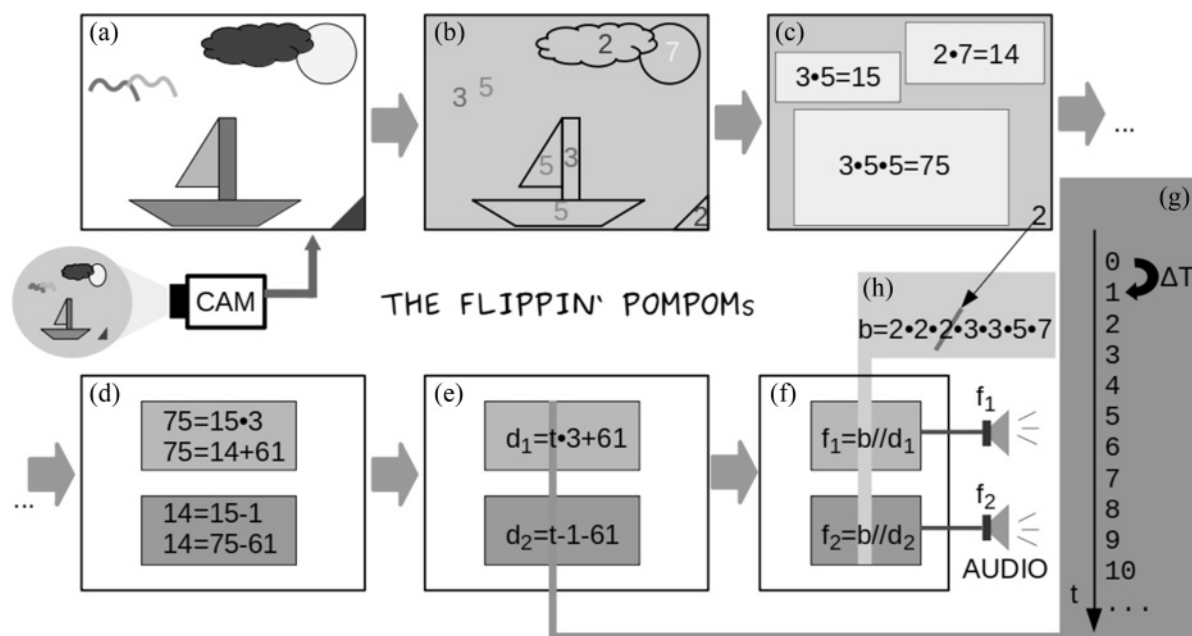 (a)
(b)
2
7
3
5
5
3
5
2
(c)
2•7=14
3•5=15
3•5•5=75
2
...
CAM
THE FLIPPIN' POMPOMs
(h)
b=2•2•2•3•3•5•7
(g)
0
1
ΔT
2
3
4
5
6
7
8
9
10
...
t
...
(d)
75=15•3
75=14+61
14=15-1
14=75-61
(e)
d₁=t•3+61
d₂=t-1-61
(f)
f₁=b//d₁
f₂=b//d₂
f₁
f₂
AUDIO